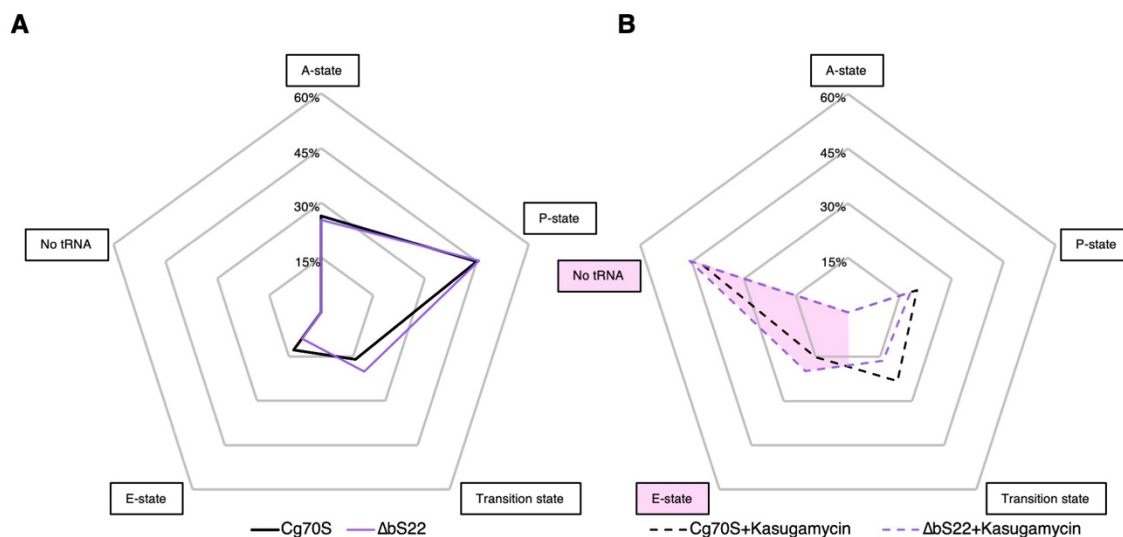 A
A-state
60%
45%
30%
15%
P-state
No tRNA
E-state
Transition state
Cg70S
ΔbS22
B
A-state
60%
45%
30%
15%
P-state
No tRNA
E-state
Transition state
Cg70S+Kasugamycin
ΔbS22+Kasugamycin